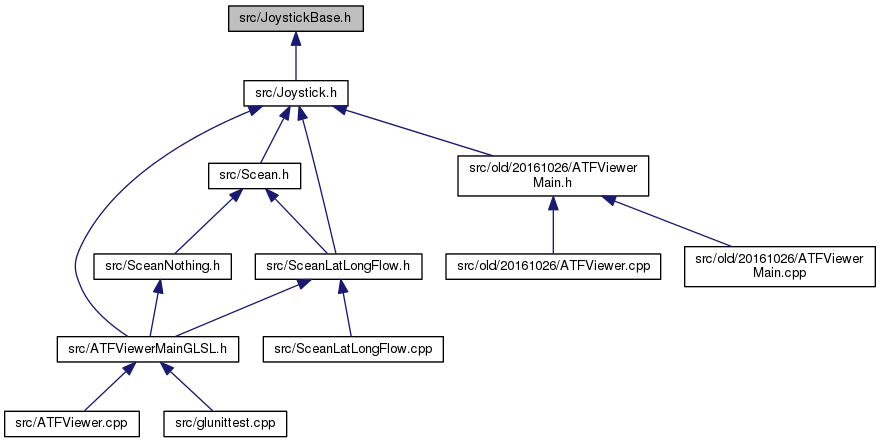 src/JoystickBase.h
src/Joystick.h
src/Scean.h
src/old/20161026/ATFViewer
Main.h
src/SceanNothing.h
src/SceanLatLongFlow.h
src/old/20161026/ATFViewer.cpp
src/old/20161026/ATFViewer
Main.cpp
src/ATFViewerMainGLSL.h
src/SceanLatLongFlow.cpp
src/ATFViewer.cpp
src/glunittest.cpp